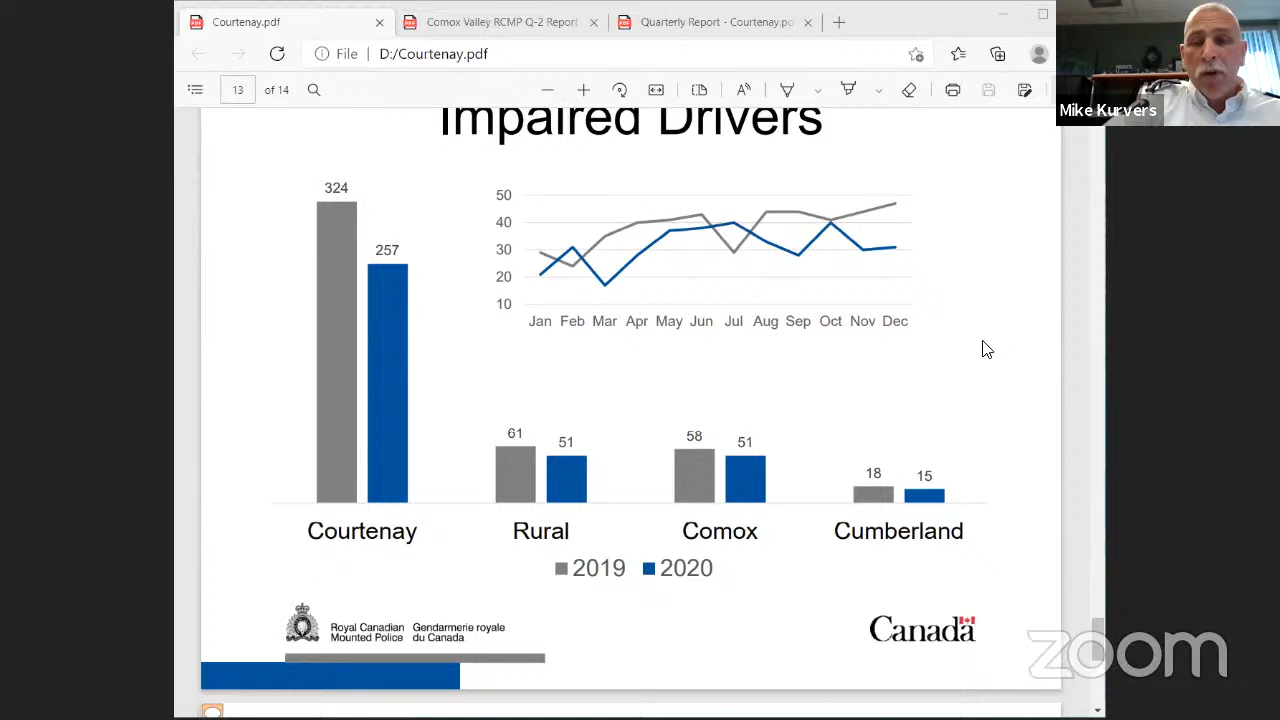 Courtenay.pdf
Comox Valley RCMP Q-2 Report
Quarterly Report - Courtenay.po
File D:/Courtenay.pdf
13 of 14
Mike Kurvers
Impaired Drivers
324
257
50
40
30
20
10
Jan Feb Mar Apr May Jun Jul Aug Sep Oct Nov Dec
61
51
58
51
18
15
Courtenay Rural Comox Cumberland
2019 2020
Royal Canadian Gendarmerie royale
Mounted Police du Canada
Canada
zoom